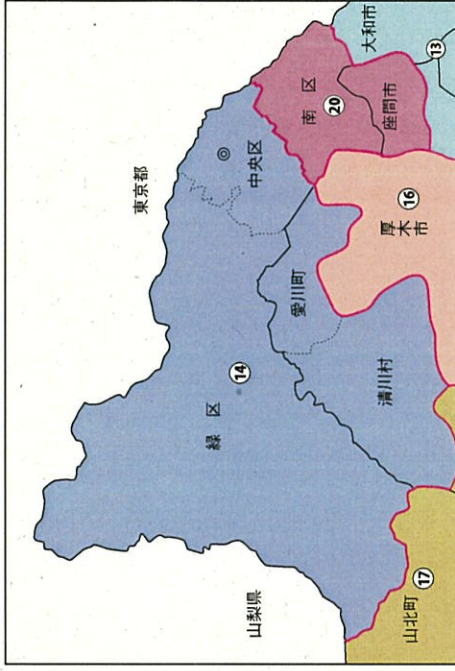 東京都
山梨県
緑区
⑭
中央区
南区
⑳
大和市
⑬
座間市
愛川町
⑯
厚木市
清川村
山北町
⑰